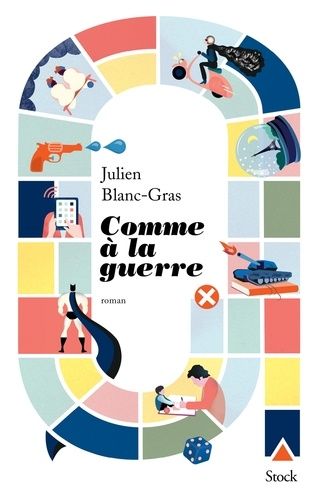 Julien
Blanc-Gras
Comme
à la
guerre
roman
Stock